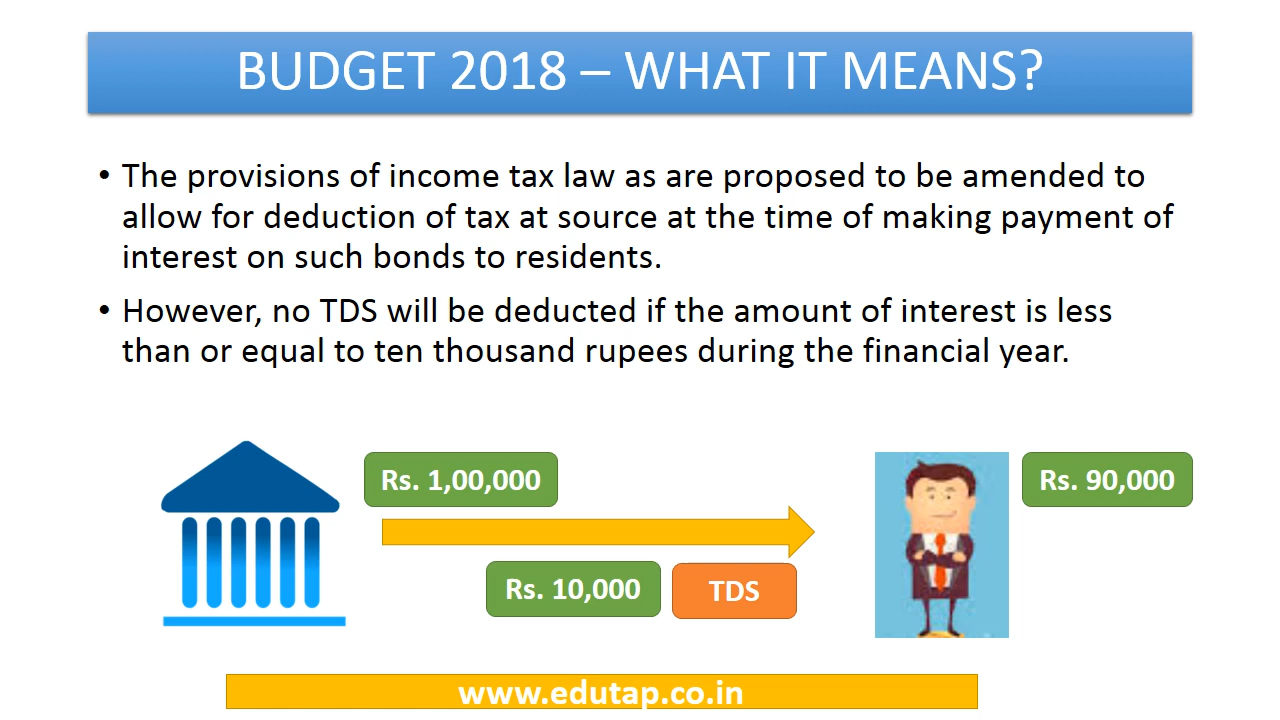 BUDGET 2018 – WHAT IT MEANS?
• The provisions of income tax law as are proposed to be amended to
allow for deduction of tax at source at the time of making payment of
interest on such bonds to residents.
• However, no TDS will be deducted if the amount of interest is less
than or equal to ten thousand rupees during the financial year.
Rs. 1,00,000
Rs. 90,000
Rs. 10,000
TDS
www.edutap.co.in